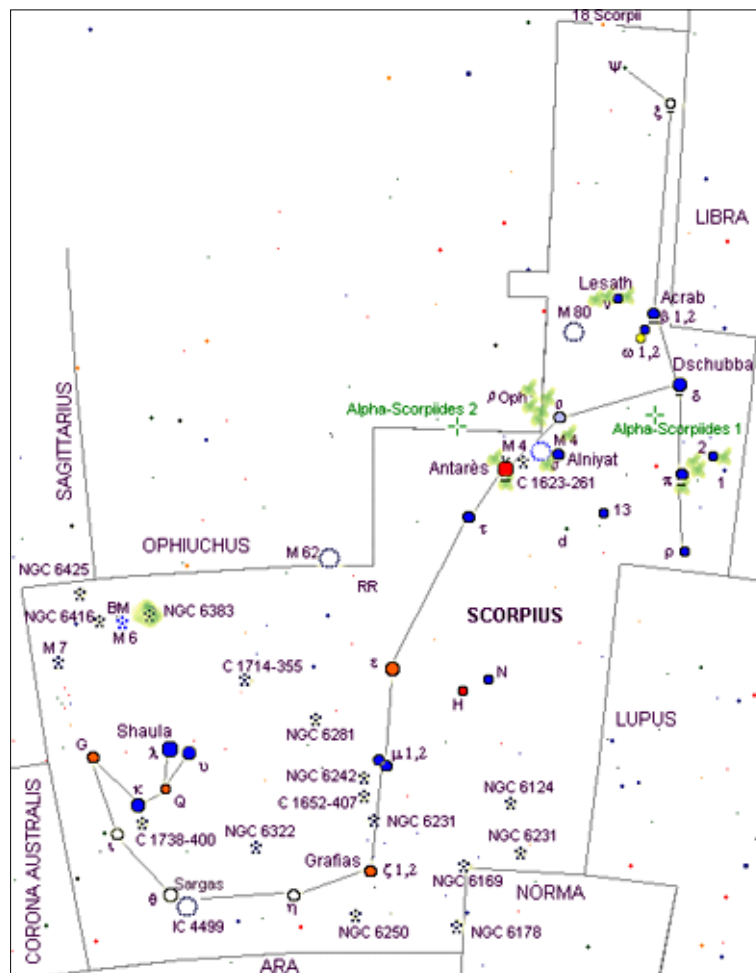 18 Scorpii
ψ
ξ
LIBRA
Lesath
ν
Acrab
β 1,2
M 80
ω 1,2
Dschubba
δ
ρ Oph
σ
Alpha-Scorpiides 2
Alpha-Scorpiides 1
M 4
M 4
Antarès
σ
Alniyat
C 1623-261
2
1
π
SAGITTARIUS
τ
13
d
OPHIUCHUS
M 62
ρ
NGC 6425
RR
NGC 6416
BM
NGC 6383
M 6
SCORPIUS
M 7
C 1714-355
ε
N
H
LUPUS
Shaula
NGC 6281
G
λ
υ
μ 1,2
NGC 6242
κ
Q
C 1652-407
NGC 6124
ι
C 1738-400
NGC 6231
NGC 6322
NGC 6231
Grafias
ζ 1,2
NGC 6169
CORONA AUSTRALIS
Sargas
θ
η
NORMA
IC 4499
NGC 6250
NGC 6178
ARA